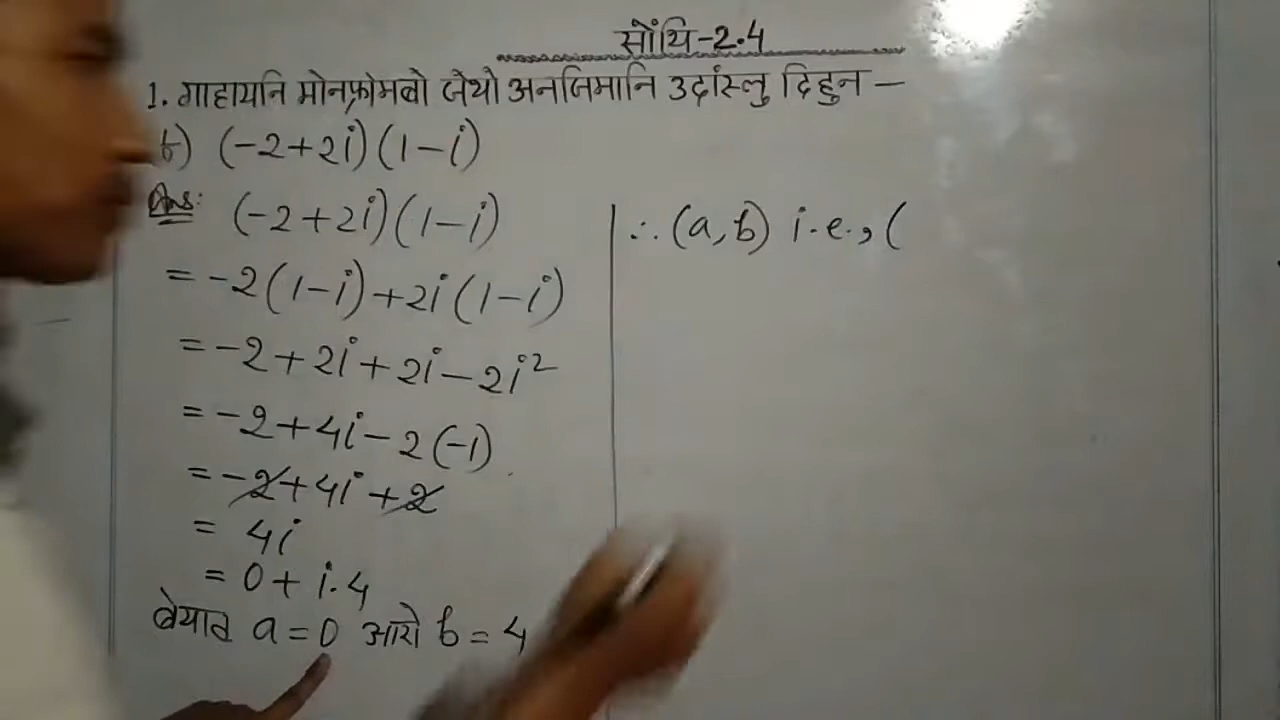 सोंथि-2.4
1. गाहायनि मोनफ्रोमबो जेथो अनजिमानि उदांस्लु दिहुन —
b) (-2+2i)(1-i)
Ans: (-2+2i)(1-i)
= -2(1-i)+2i(1-i)
= -2+2i+2i-2i²
= -2+4i-2(-1)
= -2+4i+2
= 4i
= 0+i.4
बेयाव a=0 आरो b=4
∴ (a,b) i.e., (